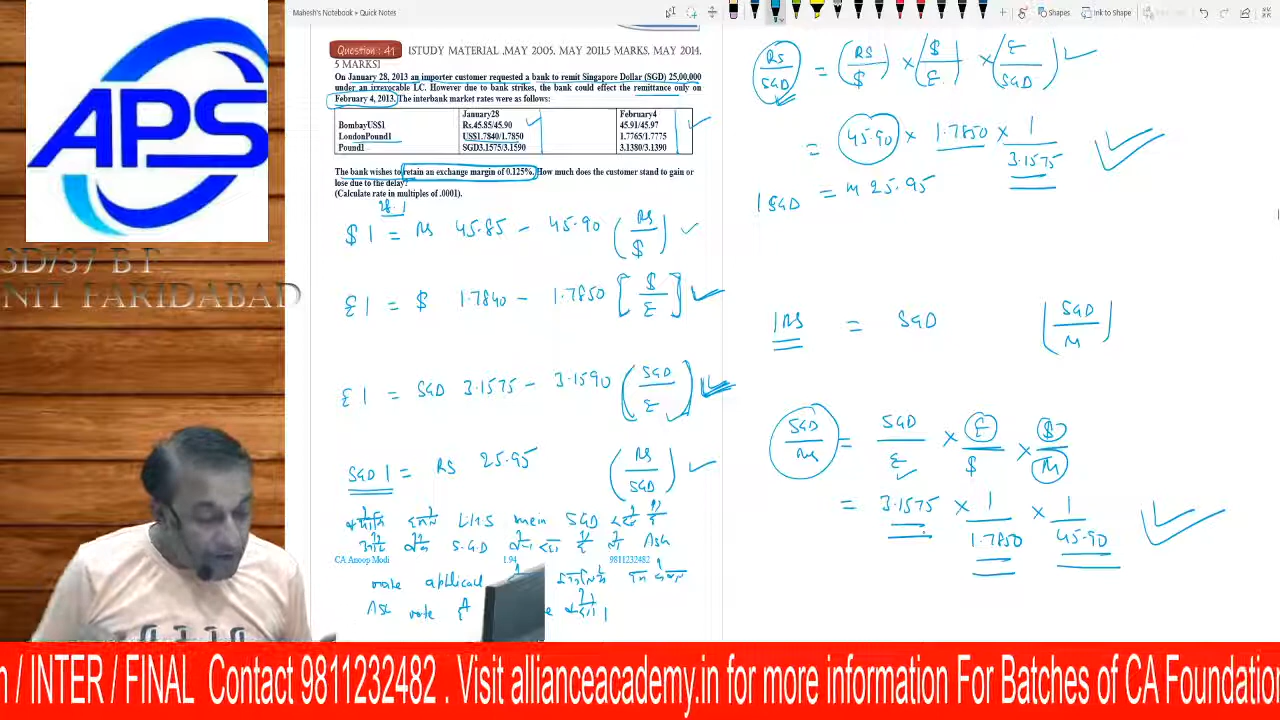 Mahesh's Notebook » Quick Notes
Shapes
Ink to Shape
APS
3D/37 B.P.
NIT FARIDABAD
Question : 41 [STUDY MATERIAL ,MAY 2005, MAY 2011,5 MARKS, MAY 2014,
5 MARKS]
On January 28, 2013 an importer customer requested a bank to remit Singapore Dollar (SGD) 25,00,000
under an irrevocable LC. However due to bank strikes, the bank could effect the remittance only on
February 4, 2013. The interbank market rates were as follows:
January28 February4
BombayUS$1 Rs.45.85/45.90 45.91/45.97
LondonPound1 US$1.7840/1.7850 1.7765/1.7775
Pound1 SGD3.1575/3.1590 3.1380/3.1390
The bank wishes to retain an exchange margin of 0.125%. How much does the customer stand to gain or
lose due to the delay?
(Calculate rate in multiples of .0001).
28.1
$1 = Rs 45.85 - 45.90 (Rs/$)
£1 = $ 1.7840 - 1.7850 [$/£]
£1 = SGD 3.1575 - 3.1590 (SGD/£)
SGD 1 = Rs 25.95 (Rs/SGD)
L.H.S mein SGD
S.G.D Ask
CA Anoop Modi 1.94 9811232482
rate applicable
Ask rate
Rs/SGD = (Rs/$) × ($/£) × (£/SGD)
= 45.90 × 1.7850 × 1/3.1575
1 SGD = Rs 25.95
1 RS = SGD (SGD/Rs)
SGD/Rs = SGD/£ × £/$ × $/Rs
= 3.1575 × 1/1.7850 × 1/45.90
n / INTER / FINAL Contact 9811232482 . Visit allianceacademy.in for more information For Batches of CA Foundation